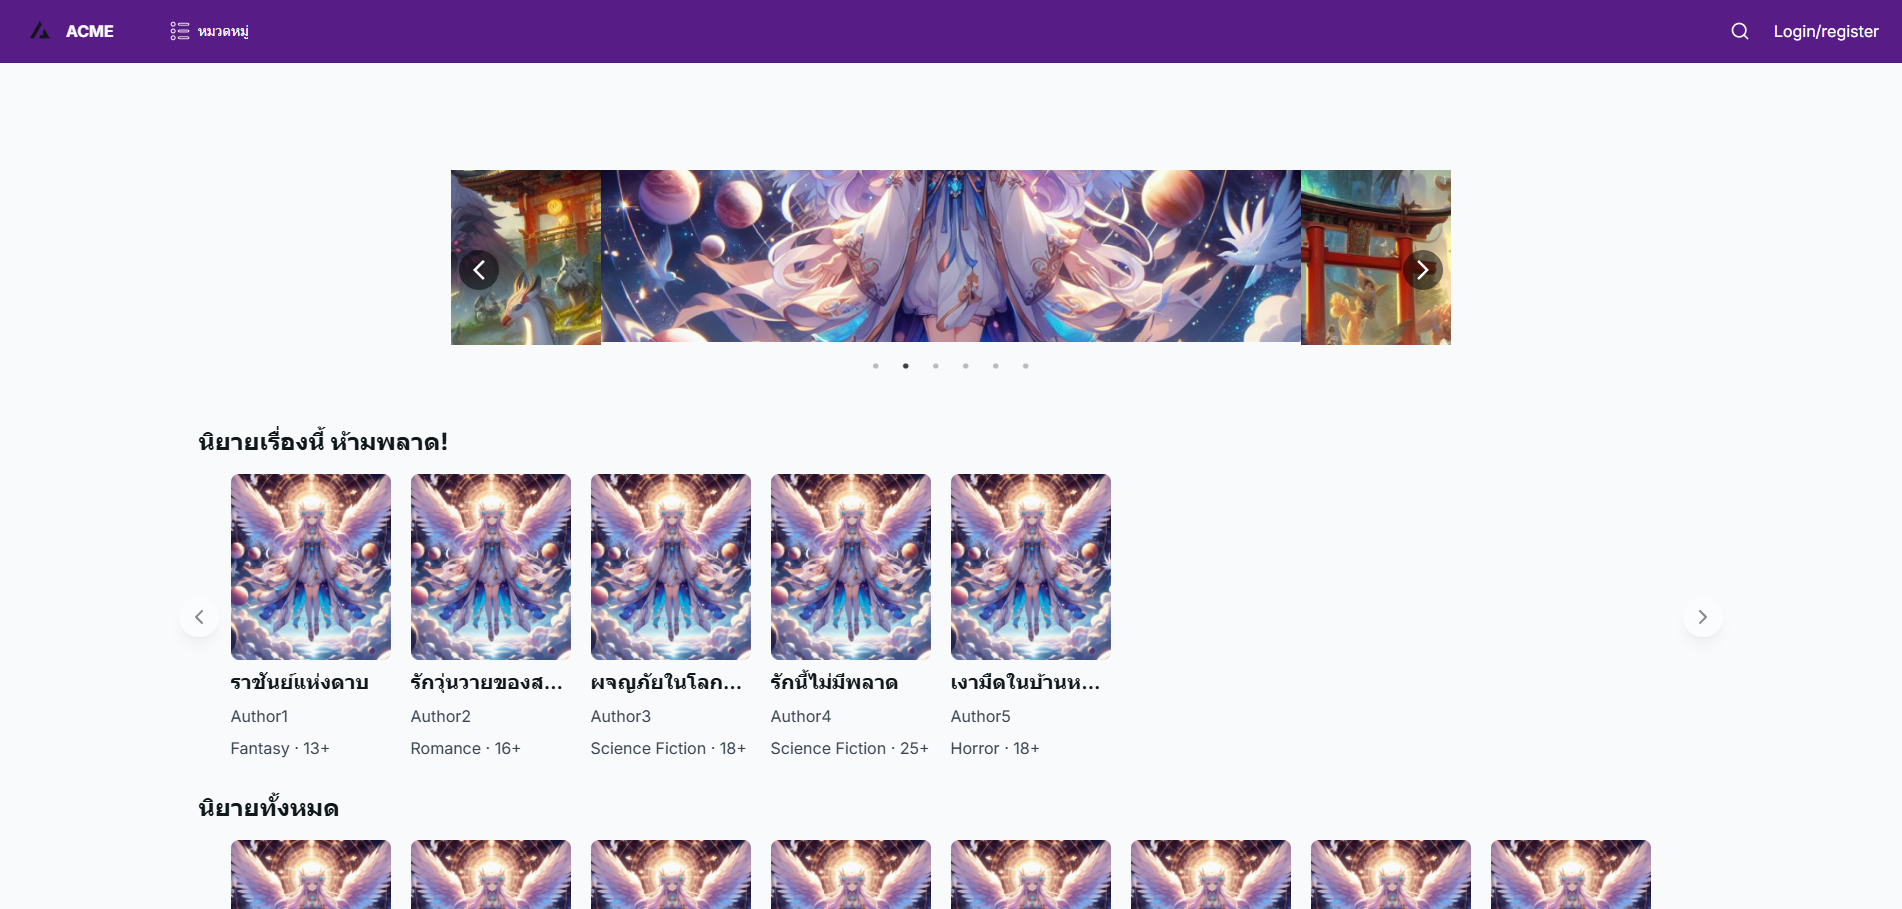 ACME
หมวดหมู่
Login/register
นิยายเรื่องนี้ ห้ามพลาด!
ราชันย์แห่งดาบ
รักวุ่นวายของส...
ผจญภัยในโลก...
รักนี้ไม่มีพลาด
เงามืดในบ้านห...
Author1
Author2
Author3
Author4
Author5
Fantasy · 13+
Romance · 16+
Science Fiction · 18+
Science Fiction · 25+
Horror · 18+
นิยายทั้งหมด